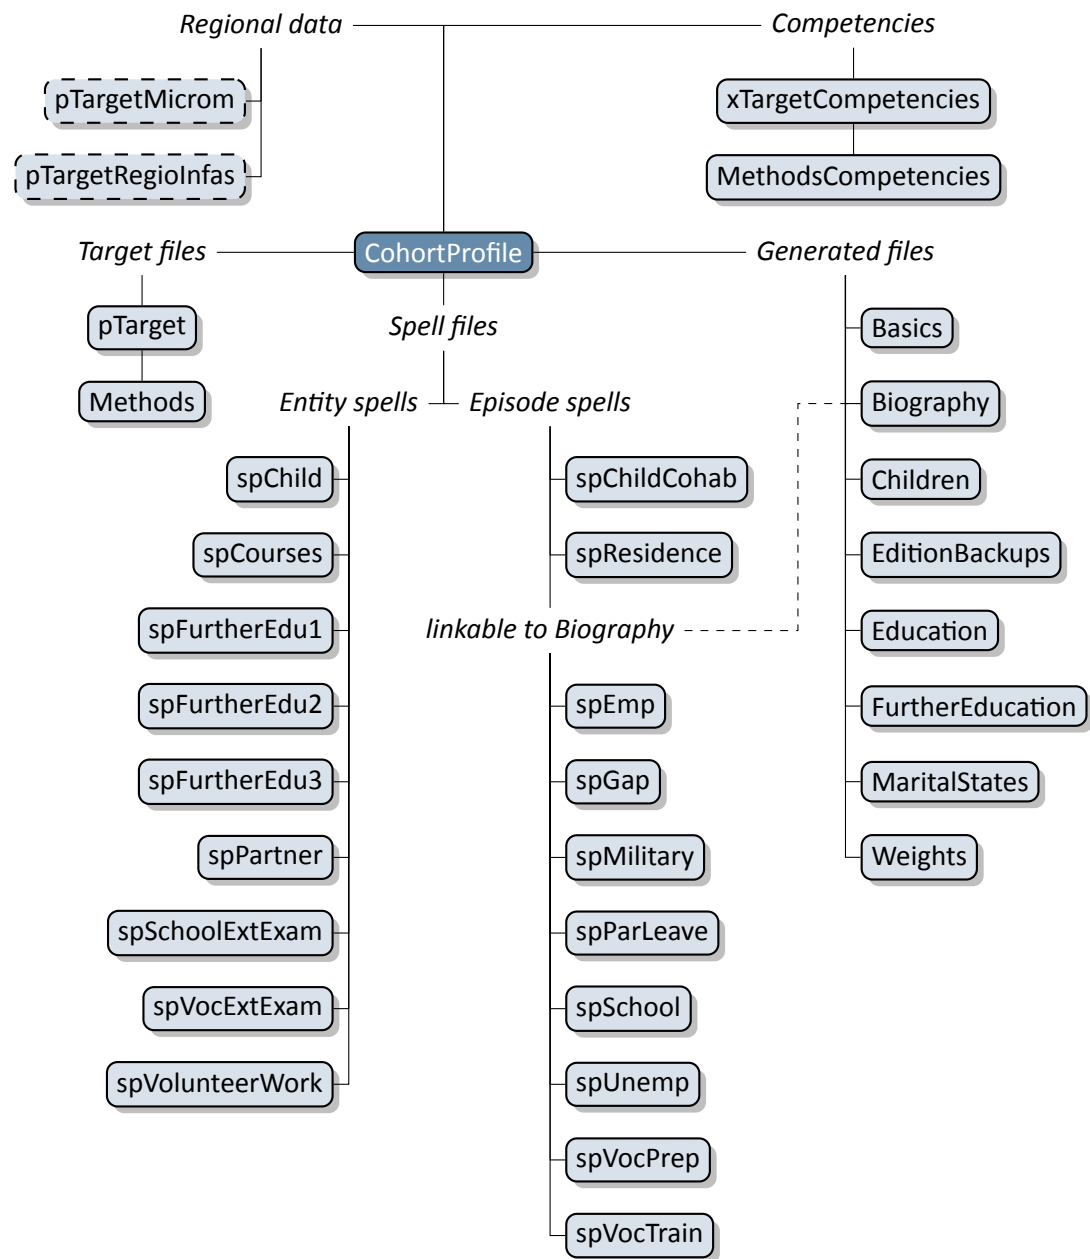 Regional data
Competencies
pTargetMicrom
xTargetCompetencies
pTargetRegioInfas
MethodsCompetencies
Target files
CohortProfile
Generated files
pTarget
Spell files
Basics
Methods
Entity spells
Episode spells
Biography
spChild
spChildCohab
Children
spCourses
spResidence
EditionBackups
spFurtherEdu1
linkable to Biography
Education
spFurtherEdu2
spEmp
FurtherEducation
spFurtherEdu3
spGap
MaritalStates
spPartner
spMilitary
Weights
spSchoolExtExam
spParLeave
spVocExtExam
spSchool
spVolunteerWork
spUnemp
spVocPrep
spVocTrain